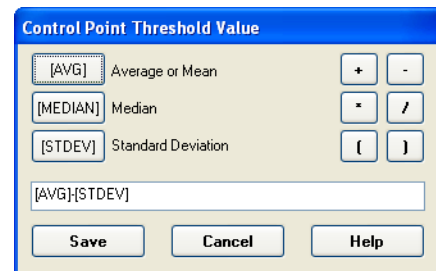 Control Point Threshold Value
[AVG] Average or Mean + -
[MEDIAN] Median * /
[STDEV] Standard Deviation ( )
[AVG]-[STDEV]
Save Cancel Help